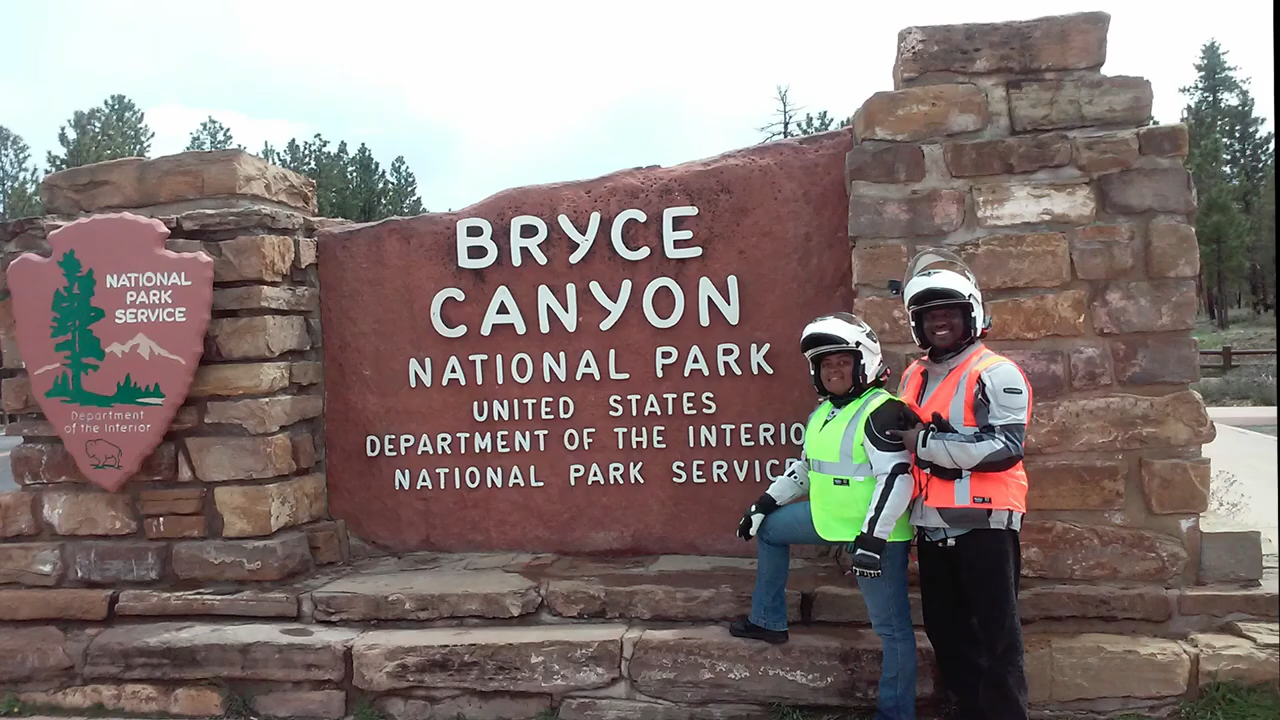 NATIONAL
PARK
SERVICE
Department
of the Interior
BRYCE
CANYON
NATIONAL PARK
UNITED STATES
DEPARTMENT OF THE INTERIO
NATIONAL PARK SERVICE